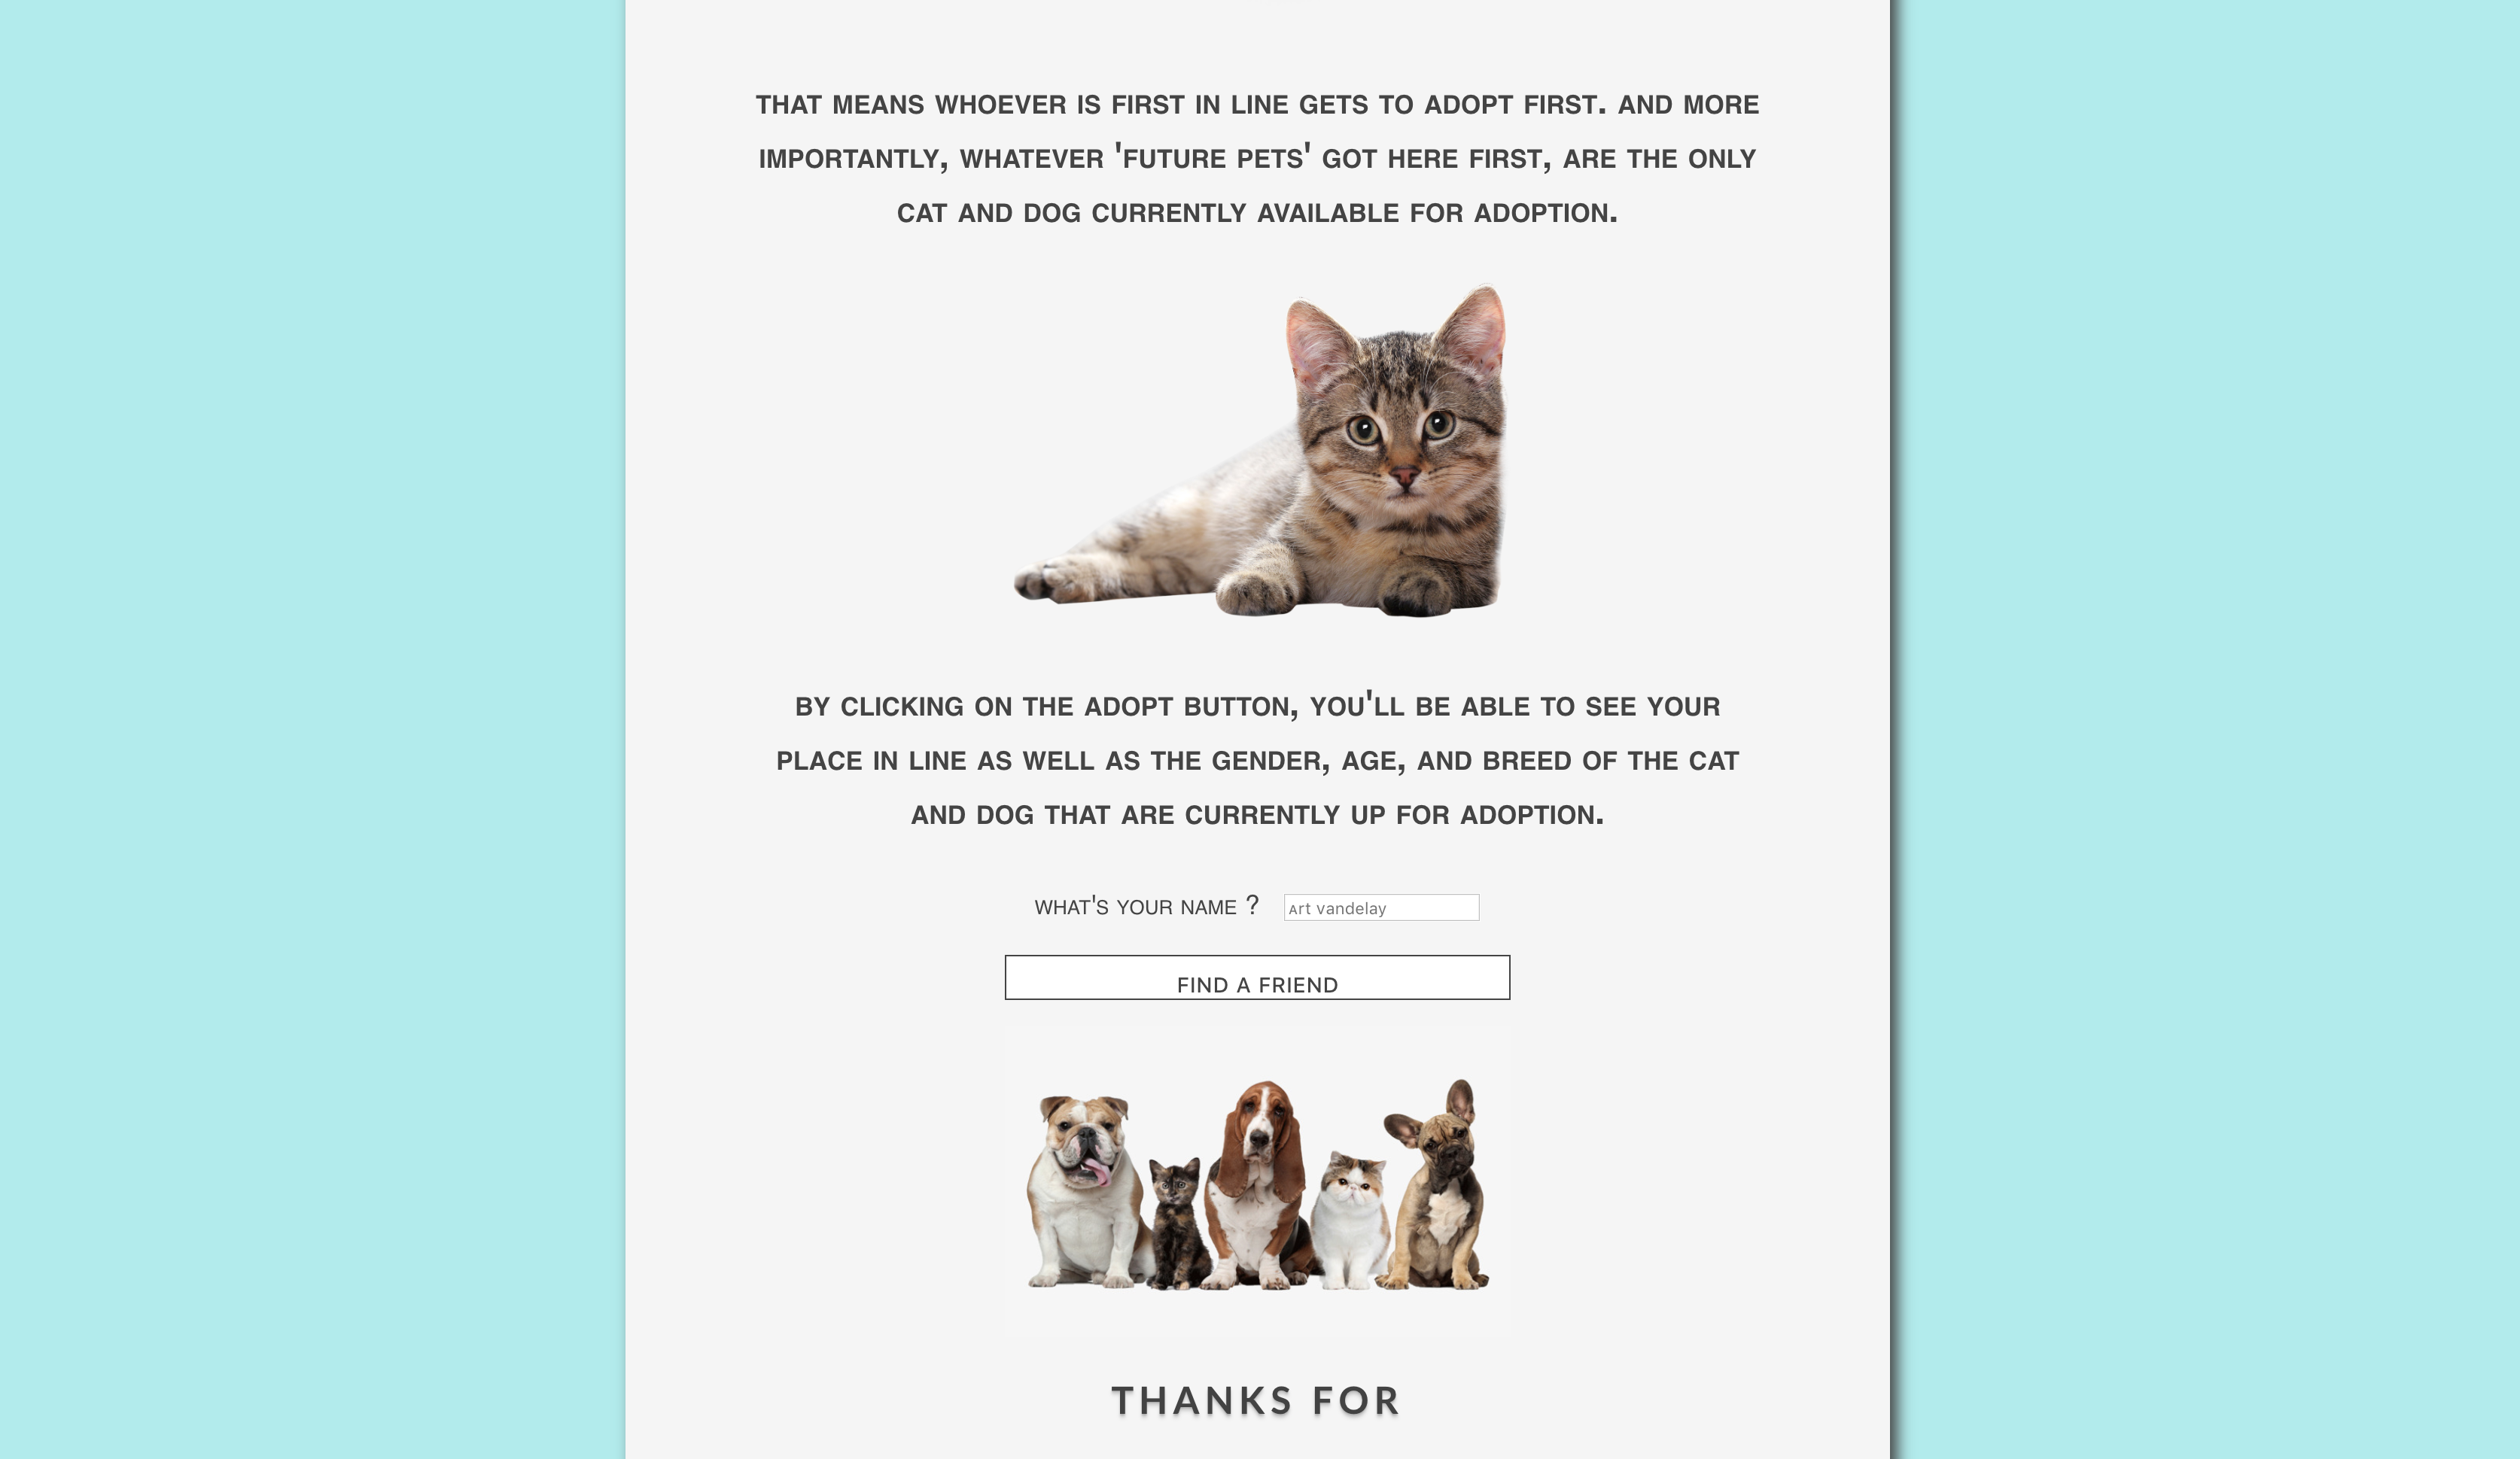 THAT MEANS WHOEVER IS FIRST IN LINE GETS TO ADOPT FIRST. AND MORE
IMPORTANTLY, WHATEVER 'FUTURE PETS' GOT HERE FIRST, ARE THE ONLY
CAT AND DOG CURRENTLY AVAILABLE FOR ADOPTION.
BY CLICKING ON THE ADOPT BUTTON, YOU'LL BE ABLE TO SEE YOUR
PLACE IN LINE AS WELL AS THE GENDER, AGE, AND BREED OF THE CAT
AND DOG THAT ARE CURRENTLY UP FOR ADOPTION.
WHAT'S YOUR NAME ? Art vandelay
FIND A FRIEND
THANKS FOR